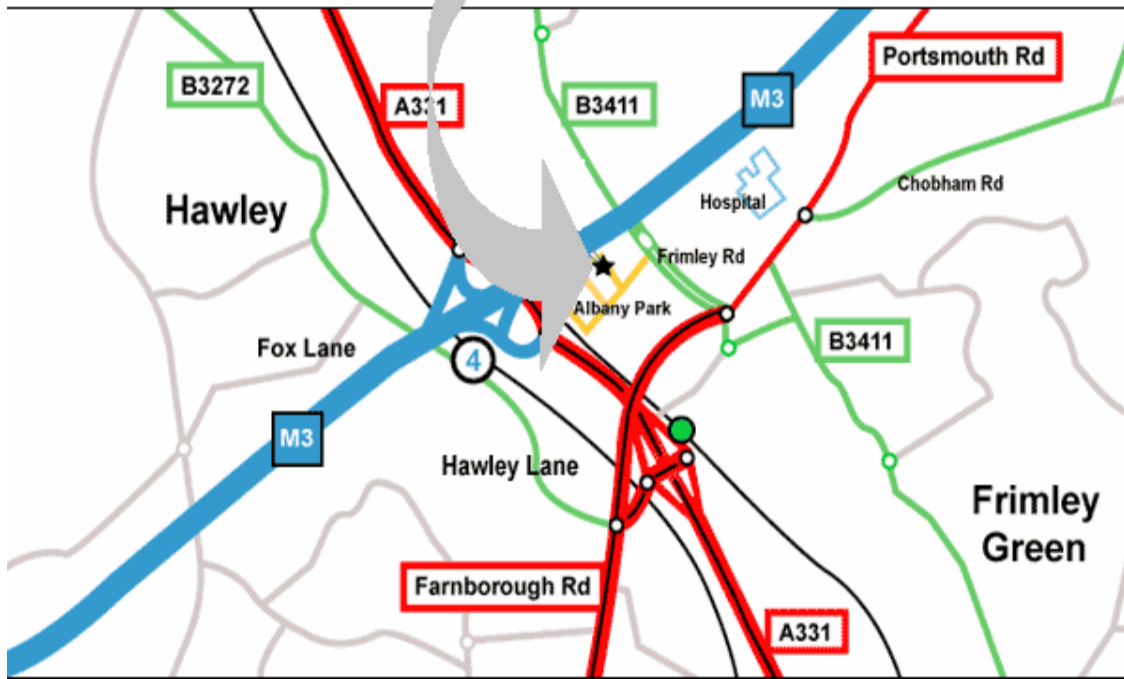 Portsmouth Rd
B3272
A331
B3411
M3
Hawley
Hospital
Chobham Rd
Frimley Rd
Albany Park
Fox Lane
B3411
4
M3
Hawley Lane
Frimley
Green
Farnborough Rd
A331